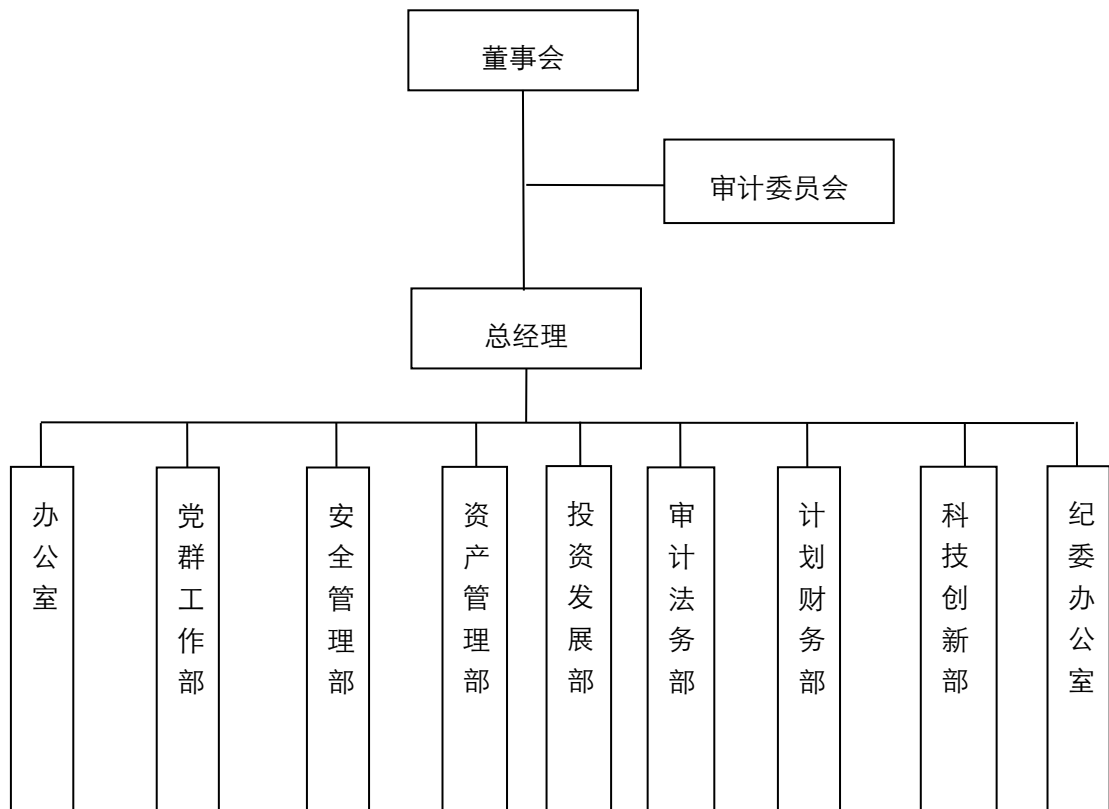 董事会
审计委员会
总经理
办公室
党群工作部
安全管理部
资产管理部
投资发展部
审计法务部
计划财务部
科技创新部
纪委办公室